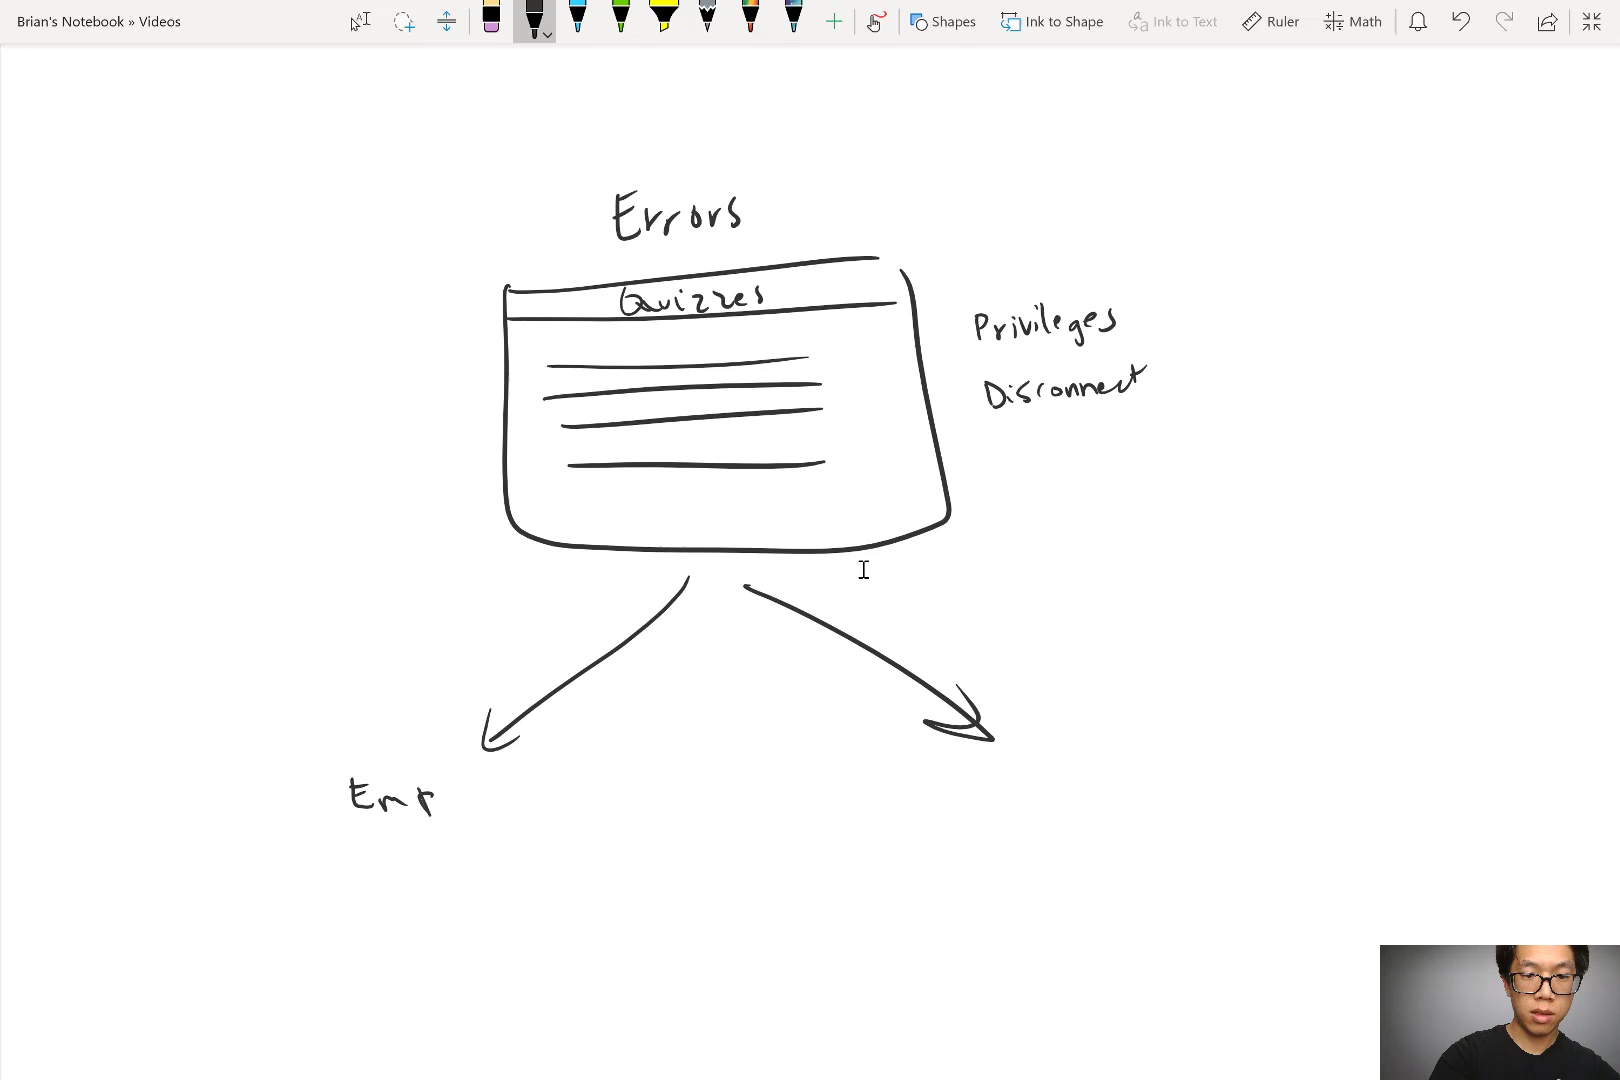 Brian's Notebook » Videos
Shapes
Ink to Shape
Ink to Text
Ruler
Math
Errors
Quizzes
Privileges
Disconnect
Emp